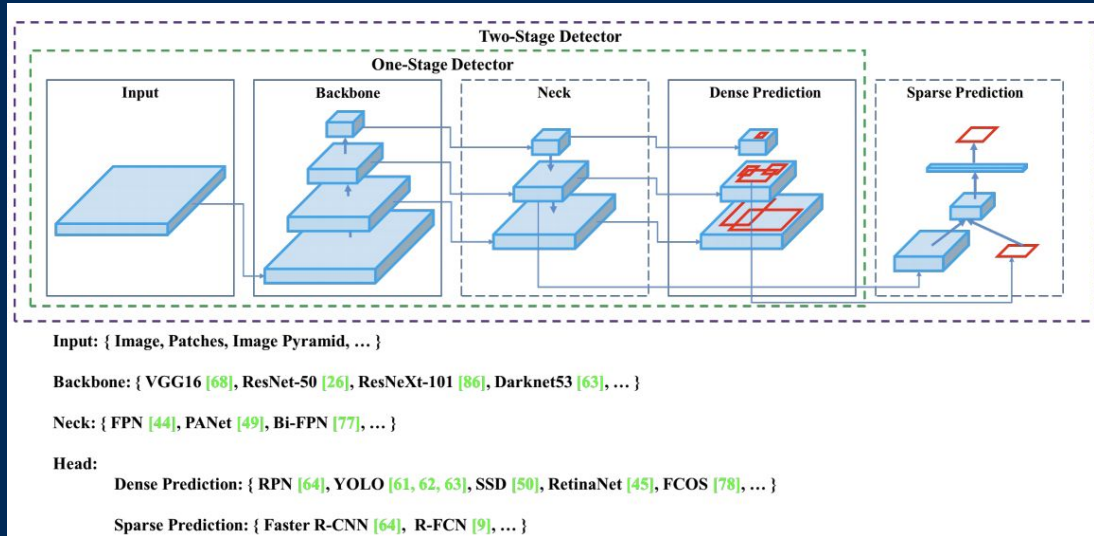 Two-Stage Detector
One-Stage Detector
Input
Backbone
Neck
Dense Prediction
Sparse Prediction
Input: { Image, Patches, Image Pyramid, … }
Backbone: { VGG16 [68], ResNet-50 [26], ResNeXt-101 [86], Darknet53 [63], … }
Neck: { FPN [44], PANet [49], Bi-FPN [77], … }
Head:
Dense Prediction: { RPN [64], YOLO [61, 62, 63], SSD [50], RetinaNet [45], FCOS [78], … }
Sparse Prediction: { Faster R-CNN [64], R-FCN [9], … }